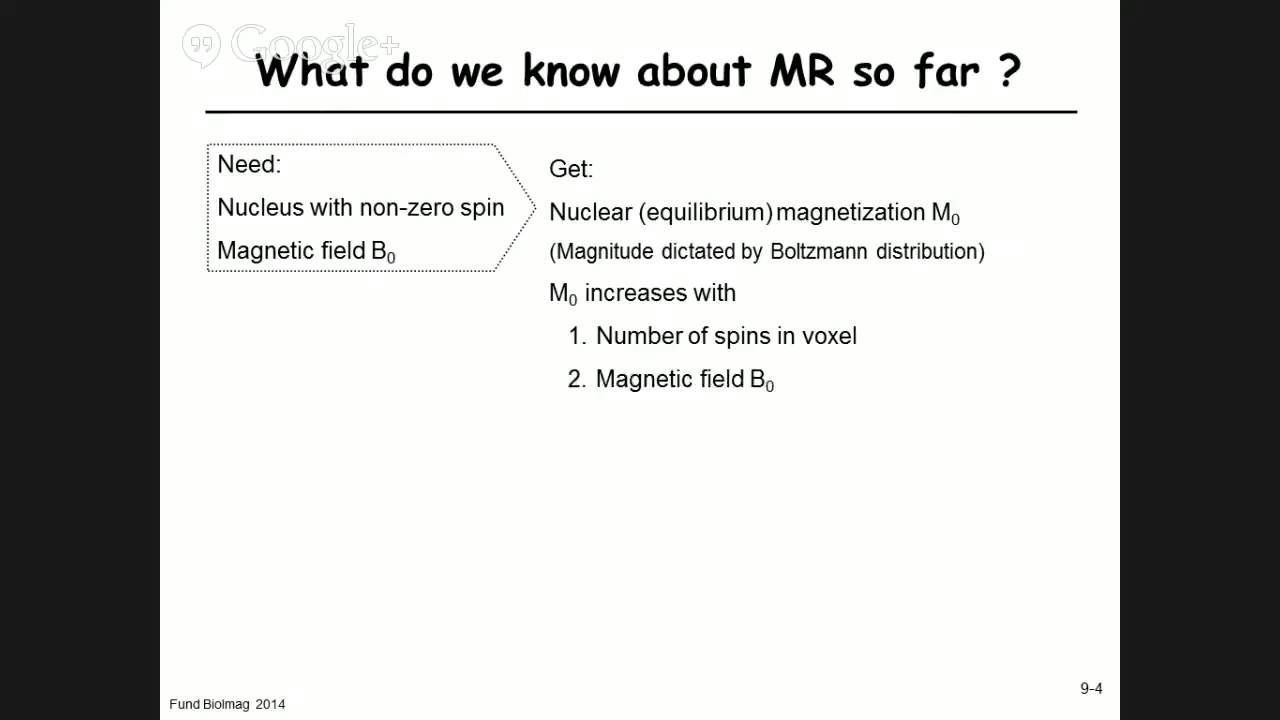 Google+
What do we know about MR so far ?
Need:
Nucleus with non-zero spin
Magnetic field B₀
Get:
Nuclear (equilibrium) magnetization M₀
(Magnitude dictated by Boltzmann distribution)
M₀ increases with
1. Number of spins in voxel
2. Magnetic field B₀
9-4
Fund BioImag 2014